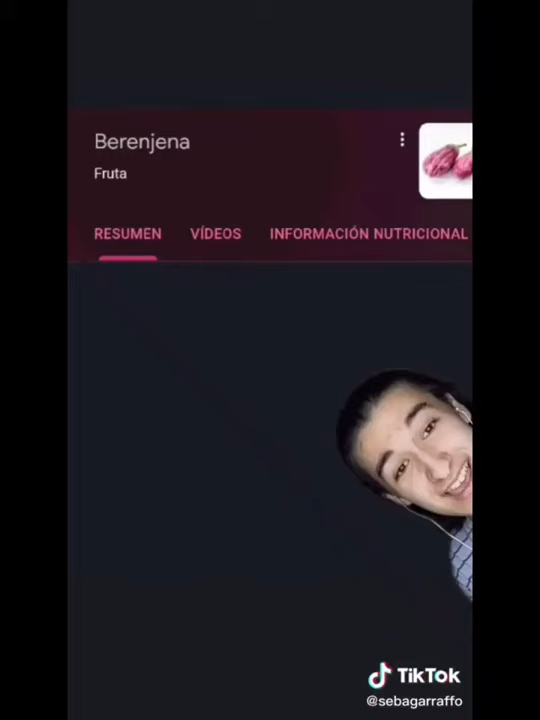 Berenjena
Fruta
RESUMEN VÍDEOS INFORMACIÓN NUTRICIONAL
TikTok
@sebagarraffo